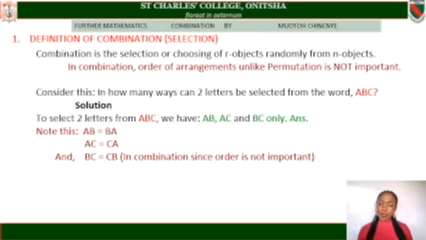 ST CHARLES' COLLEGE, ONITSHA
floreat in aeternum
FURTHER MATHEMATICS COMBINATION BY MUOTOH CHINENYE
1. DEFINITION OF COMBINATION (SELECTION)
Combination is the selection or choosing of r-objects randomly from n-objects.
In combination, order of arrangements unlike Permutation is NOT important.
Consider this: In how many ways can 2 letters be selected from the word, ABC?
Solution
To select 2 letters from ABC, we have: AB, AC and BC only. Ans.
Note this: AB = BA
AC = CA
And, BC = CB (In combination since order is not important)